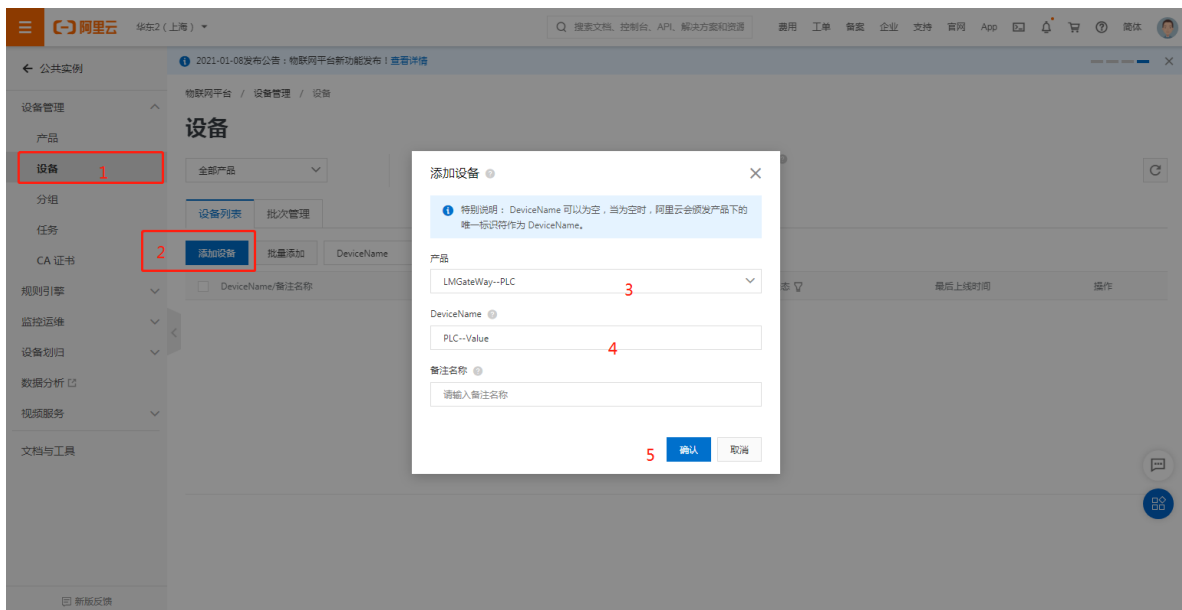 阿里云
华东2（上海）
搜索文档、控制台、API、解决方案和资源
费用 工单 备案 企业 支持 官网 App 简体
公共实例
2021-01-08发布公告：物联网平台新功能发布！查看详情
设备管理
产品
设备
1
分组
任务
CA 证书
规则引擎
监控运维
设备划归
数据分析
视频服务
文档与工具
新版反馈
物联网平台 / 设备管理 / 设备
设备
全部产品
设备列表 批次管理
2
添加设备 批量添加 DeviceName
DeviceName/备注名称
态
最后上线时间
操作
添加设备
特别说明： DeviceName 可以为空，当为空时，阿里云会颁发产品下的
唯一标识符作为 DeviceName。
产品
LMGateWay--PLC
3
DeviceName
PLC--Value
4
备注名称
请输入备注名称
5
确认 取消